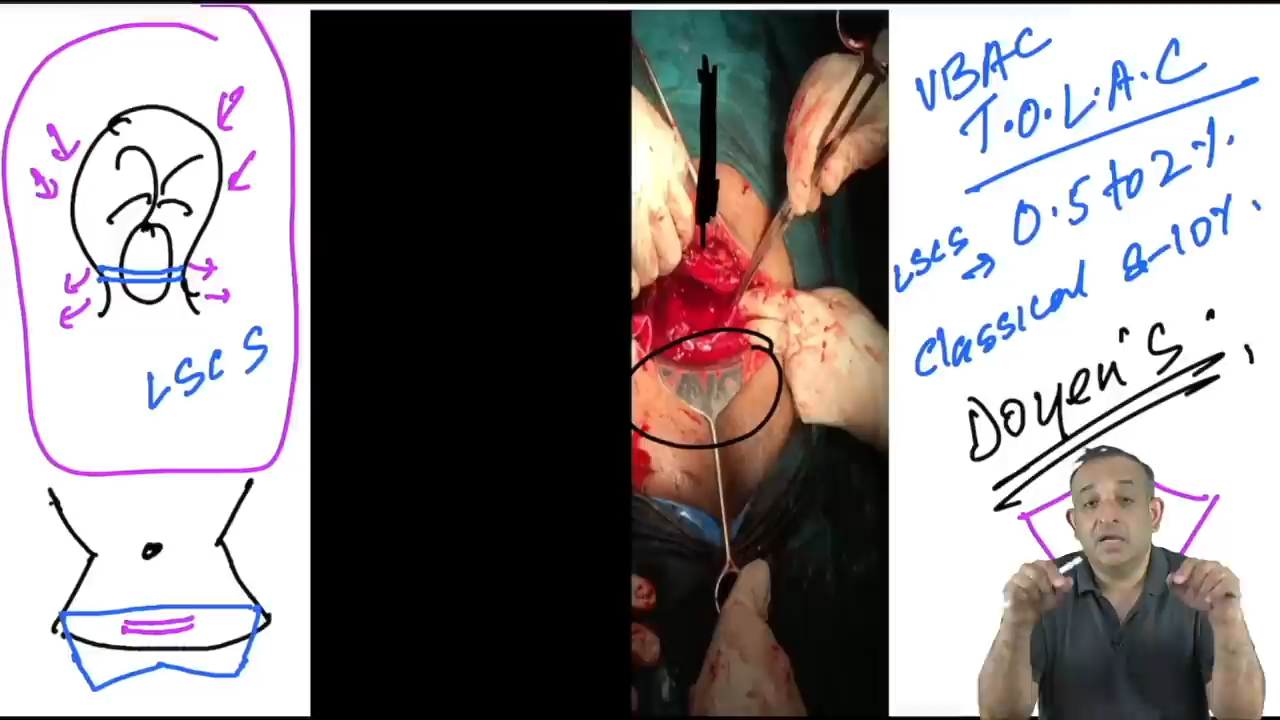 LSCS
VBAC
T.O.L.A.C
LSCS → 0.5 to 2%.
Classical 8-10%.
Doyen's.